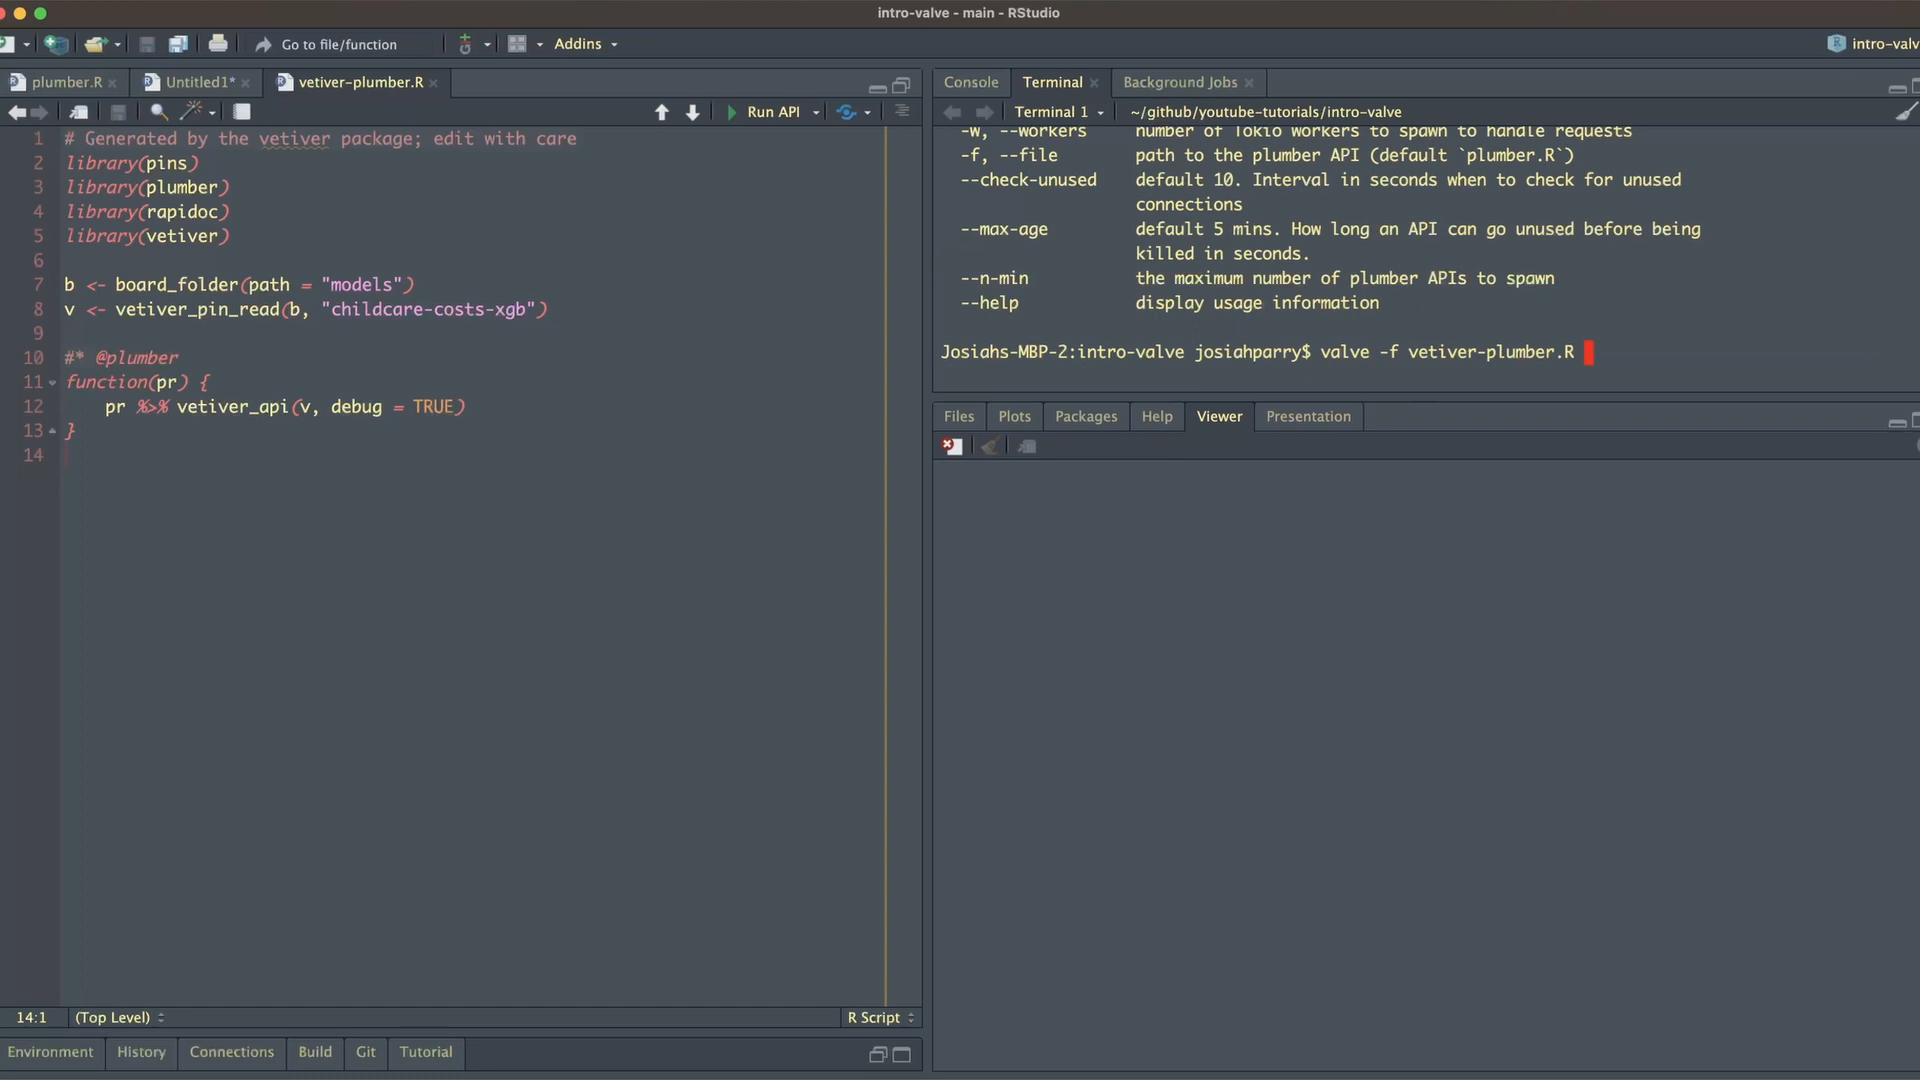 intro-valve - main - RStudio
Go to file/function
Addins
intro-valv
plumber.R
Untitled1*
vetiver-plumber.R
Run API
1 # Generated by the vetiver package; edit with care
2 library(pins)
3 library(plumber)
4 library(rapidoc)
5 library(vetiver)
6
7 b <- board_folder(path = "models")
8 v <- vetiver_pin_read(b, "childcare-costs-xgb")
9
10 #* @plumber
11 function(pr) {
12     pr %>% vetiver_api(v, debug = TRUE)
13 }
14
14:1 (Top Level) R Script
Environment History Connections Build Git Tutorial
Console Terminal Background Jobs
Terminal 1 ~/github/youtube-tutorials/intro-valve
-w, --workers number of Tokio workers to spawn to handle requests
-f, --file path to the plumber API (default `plumber.R`)
--check-unused default 10. Interval in seconds when to check for unused
connections
--max-age default 5 mins. How long an API can go unused before being
killed in seconds.
--n-min the maximum number of plumber APIs to spawn
--help display usage information
Josiahs-MBP-2:intro-valve josiahparry$ valve -f vetiver-plumber.R
Files Plots Packages Help Viewer Presentation